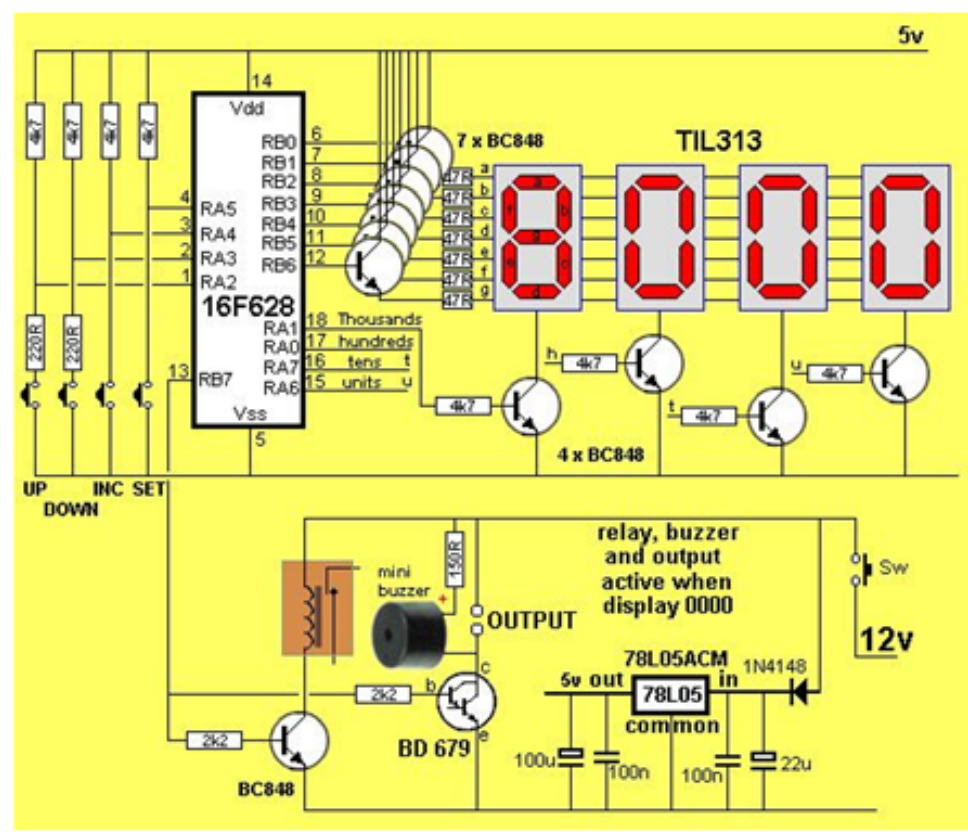 5v
14
Vdd
4k7
4k7
4k7
4k7
RB0 6
RB1 7
RB2 8
RB3 9
RB4 10
RB5 11
RB6 12
7 x BC848
TIL313
47R a
47R b
47R c
47R d
47R e
47R f
47R g
a
f b
g
e c
d
4 RA5
3 RA4
2 RA3
1 RA2
16F628
RA1 18 Thousands
RA0 17 hundreds
RA7 16 tens t
RA6 15 units u
13 RB7
Vss
5
220R
220R
4k7
h 4k7
t 4k7
u 4k7
4 x BC848
UP INC SET
DOWN
relay, buzzer
and output
active when
display 0000
150R
mini
buzzer
+
OUTPUT
Sw
12v
78L05ACM
1N4148
5v out 78L05 in
common
c
b
e
2k2
2k2
BD 679
BC848
100u
100n
100n
22u